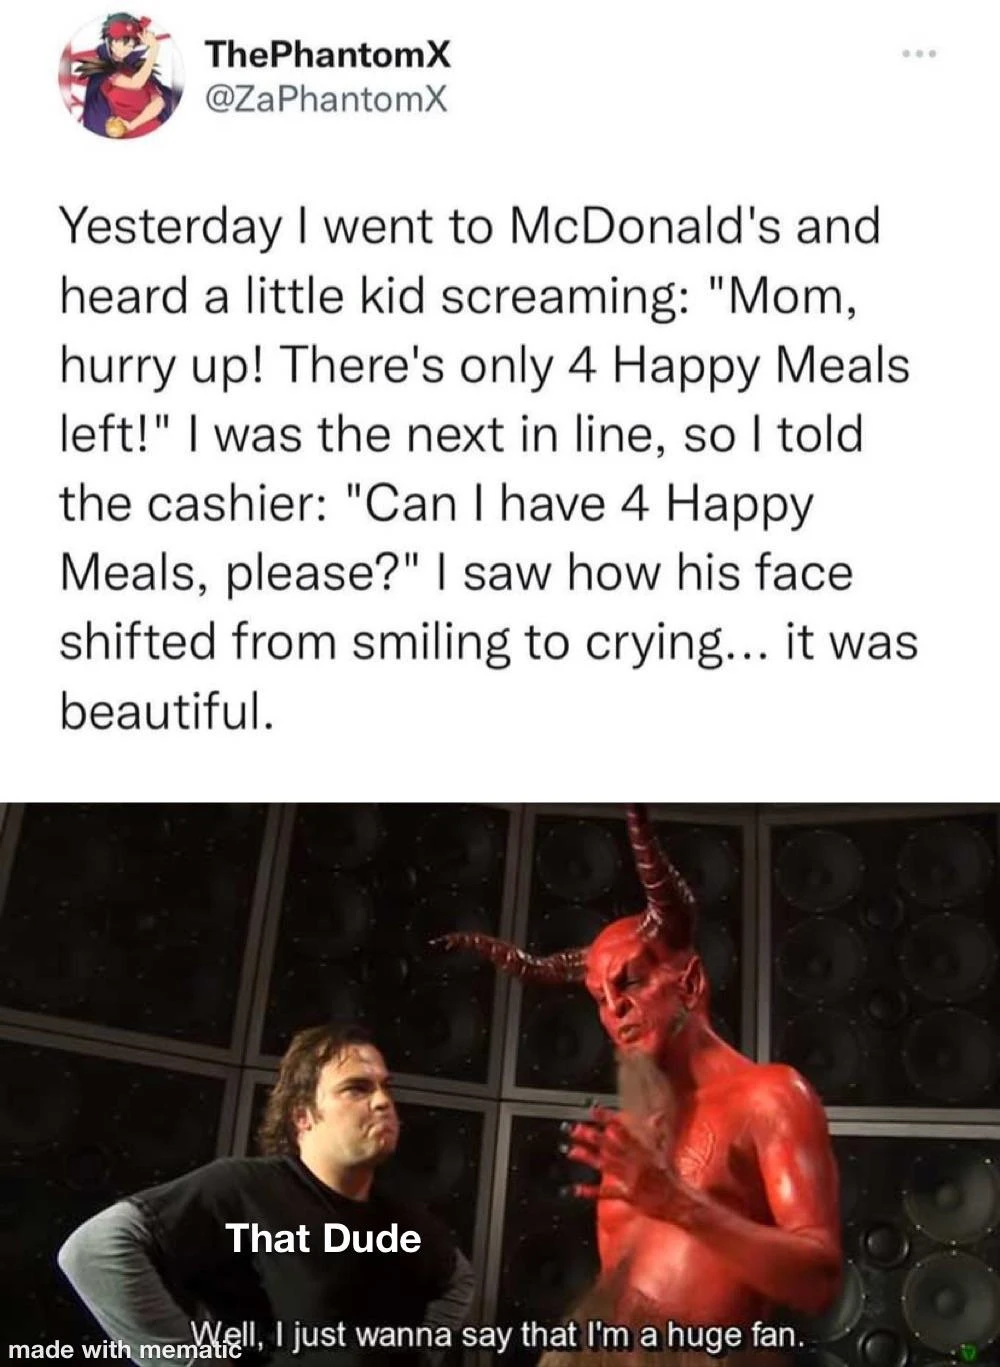 ThePhantomX
@ZaPhantomX
Yesterday I went to McDonald's and
heard a little kid screaming: "Mom,
hurry up! There's only 4 Happy Meals
left!" I was the next in line, so I told
the cashier: "Can I have 4 Happy
Meals, please?" I saw how his face
shifted from smiling to crying... it was
beautiful.
That Dude
Well, I just wanna say that I'm a huge fan.
made with mematic